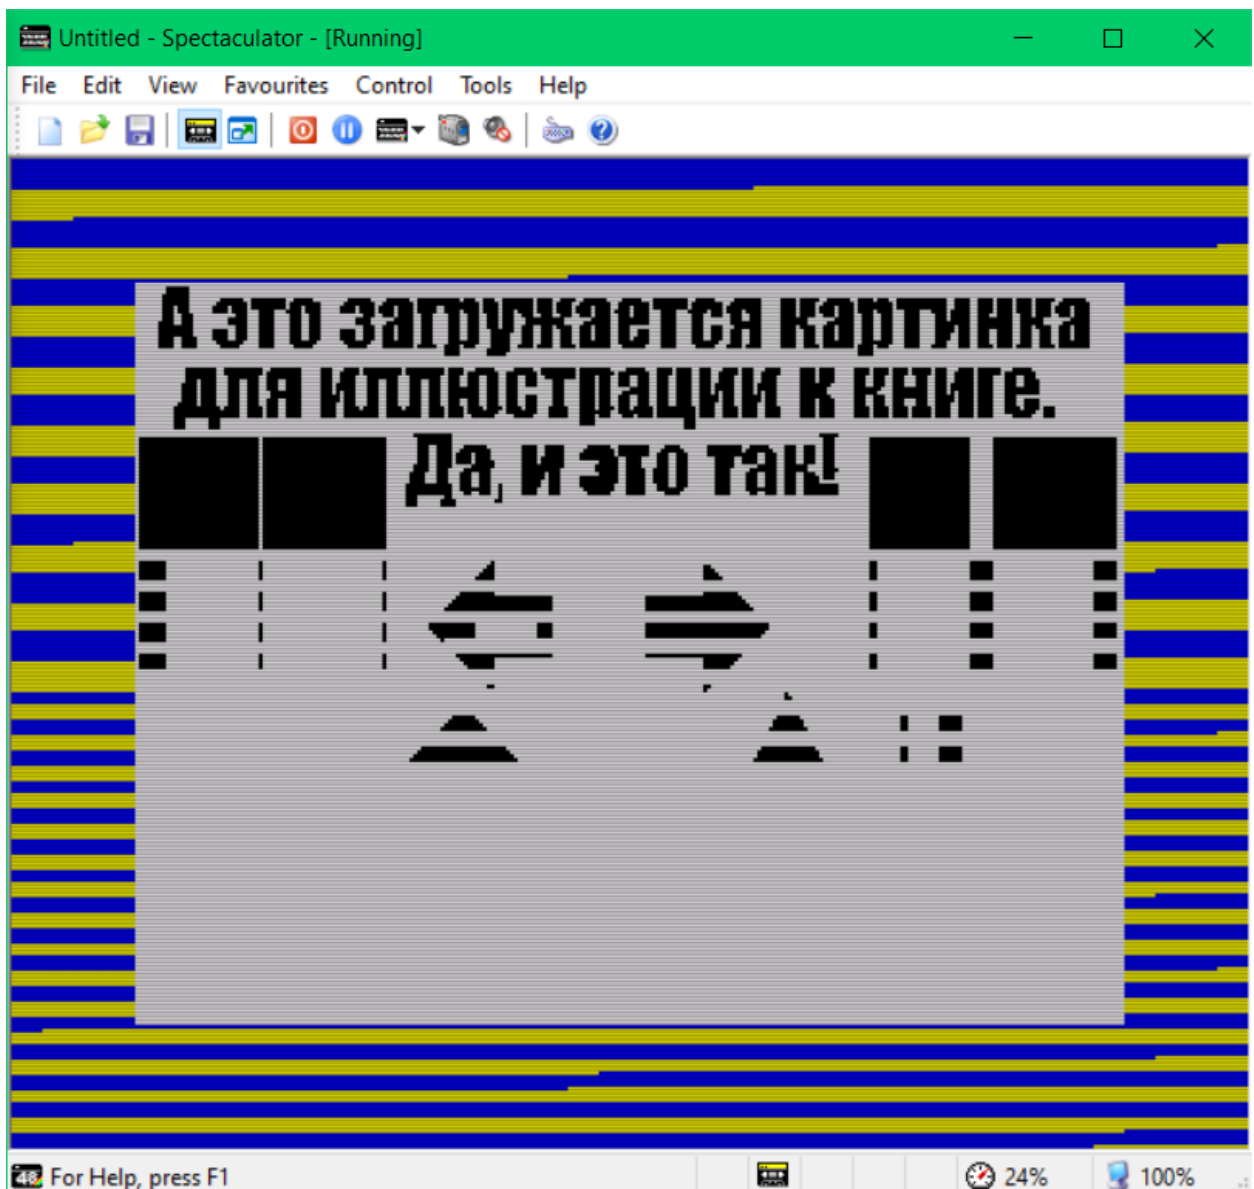 Untitled - Spectaculator - [Running]
File Edit View Favourites Control Tools Help
А это загружается картинка
для иллюстрации к книге.
Да, и это так!
48 For Help, press F1 24% 100%